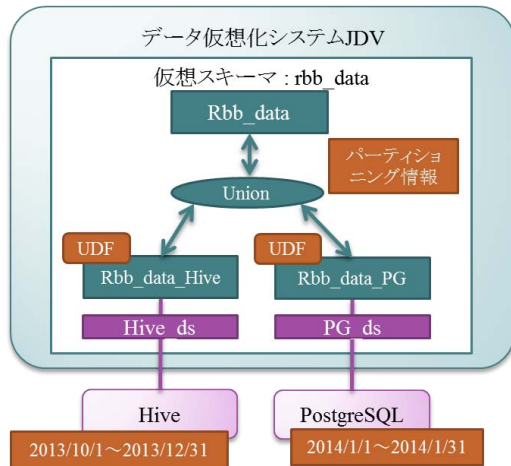 データ仮想化システムJDV
仮想スキーマ : rbb_data
Rbb_data
パーティショ
ニング情報
Union
UDF
Rbb_data_Hive
UDF
Rbb_data_PG
Hive_ds
PG_ds
Hive
PostgreSQL
2013/10/1～2013/12/31
2014/1/1～2014/1/31